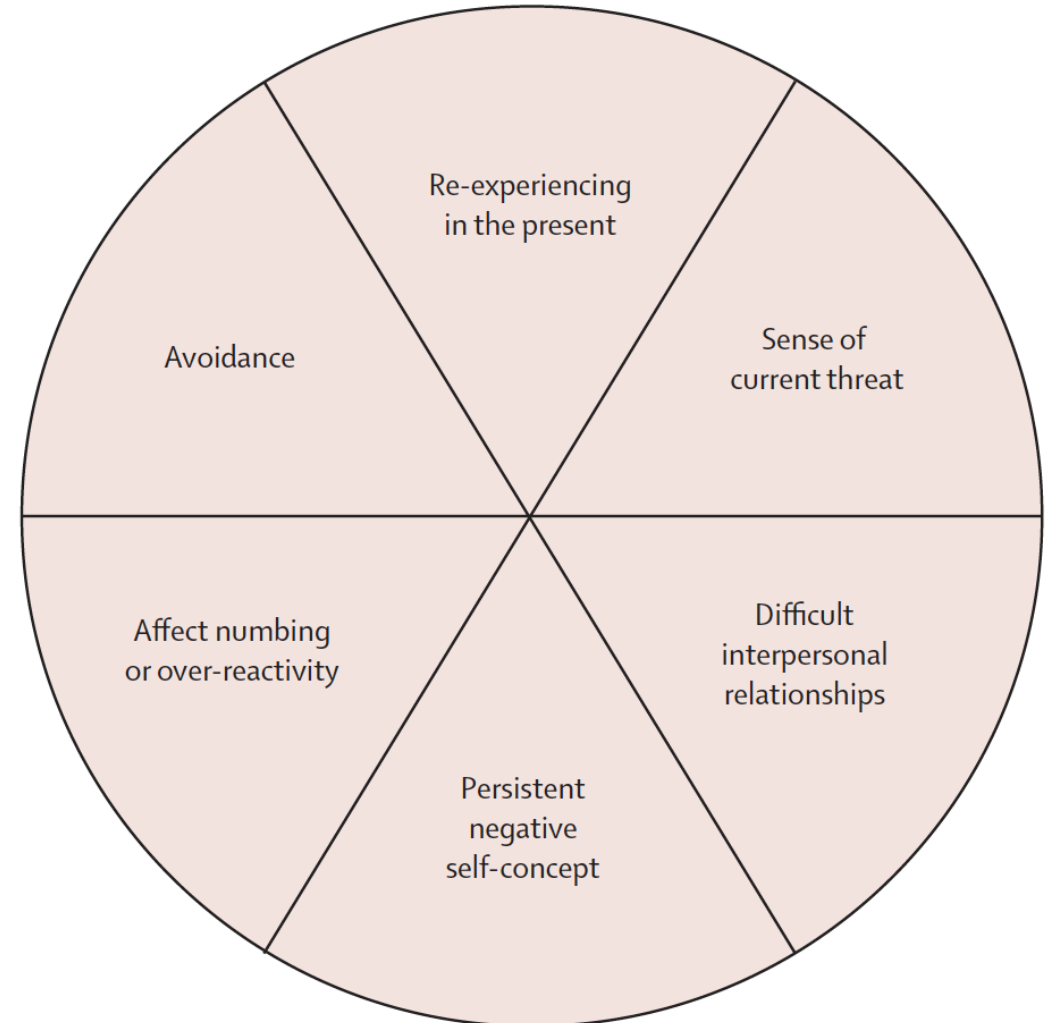 Re-experiencing
in the present
Sense of
current threat
Difficult
interpersonal
relationships
Persistent
negative
self-concept
Affect numbing
or over-reactivity
Avoidance